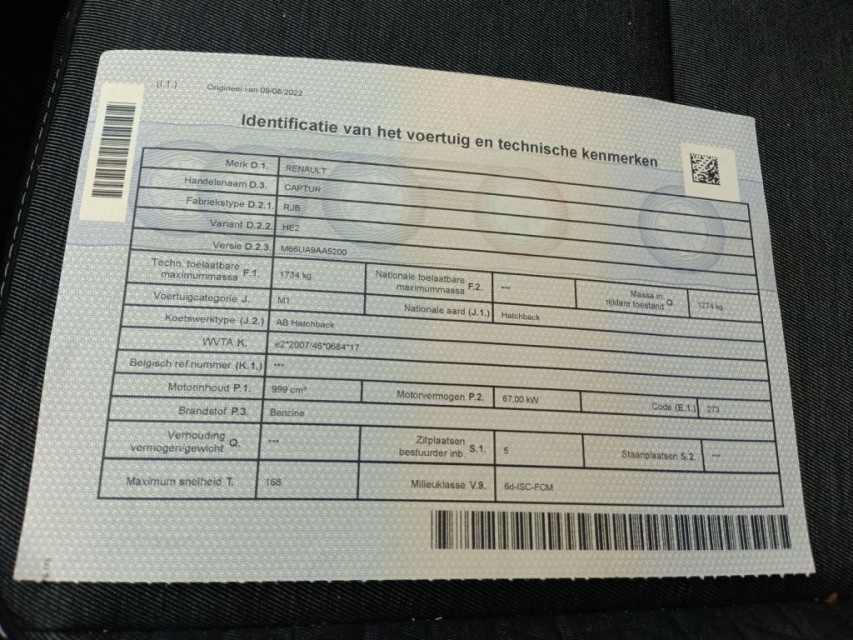 (I.1.) Origineel van 09/08/2022
Identificatie van het voertuig en technische kenmerken
Merk D.1. RENAULT
Handelsnaam D.3. CAPTUR
Fabriekstype D.2.1. RJB
Variant D.2.2. HE2
Versie D.2.3. M66UA9AA5200
Techn. toelaatbare maximummassa F.1. 1734 kg Nationale toelaatbare maximummassa F.2. *** Massa in rijklare toestand G. 1274 kg
Voertuigcategorie J. M1 Nationale aard (J.1.) Hatchback
Koetswerktype (J.2.) AB Hatchback
WVTA K. e2*2007/46*0684*17
Belgisch ref.nummer (K.1.) ***
Motorinhoud P.1. 999 cm³ Motorvermogen P.2. 67,00 kW Code (E.1.) 273
Brandstof P.3. Benzine
Verhouding vermogen/gewicht Q. *** Zitplaatsen bestuurder inb. S.1. 5 Staanplaatsen S.2. ***
Maximum snelheid T. 168 Milieuklasse V.9. 6d-ISC-FCM